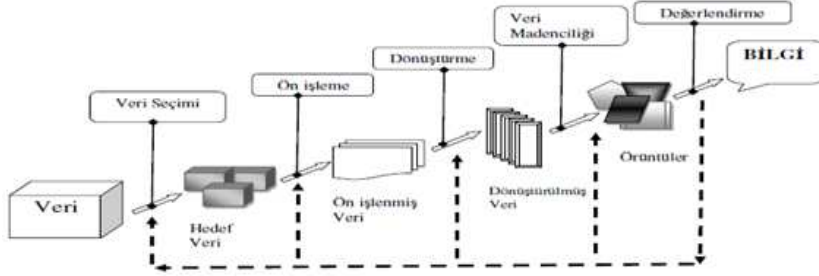 Değerlendirme
Veri
Madenciliği
BİLGİ
Dönüştürme
Ön işleme
Veri Seçimi
Örüntüler
Dönüştürülmüş
Veri
Ön işlenmiş
Veri
Veri
Hedef
Veri